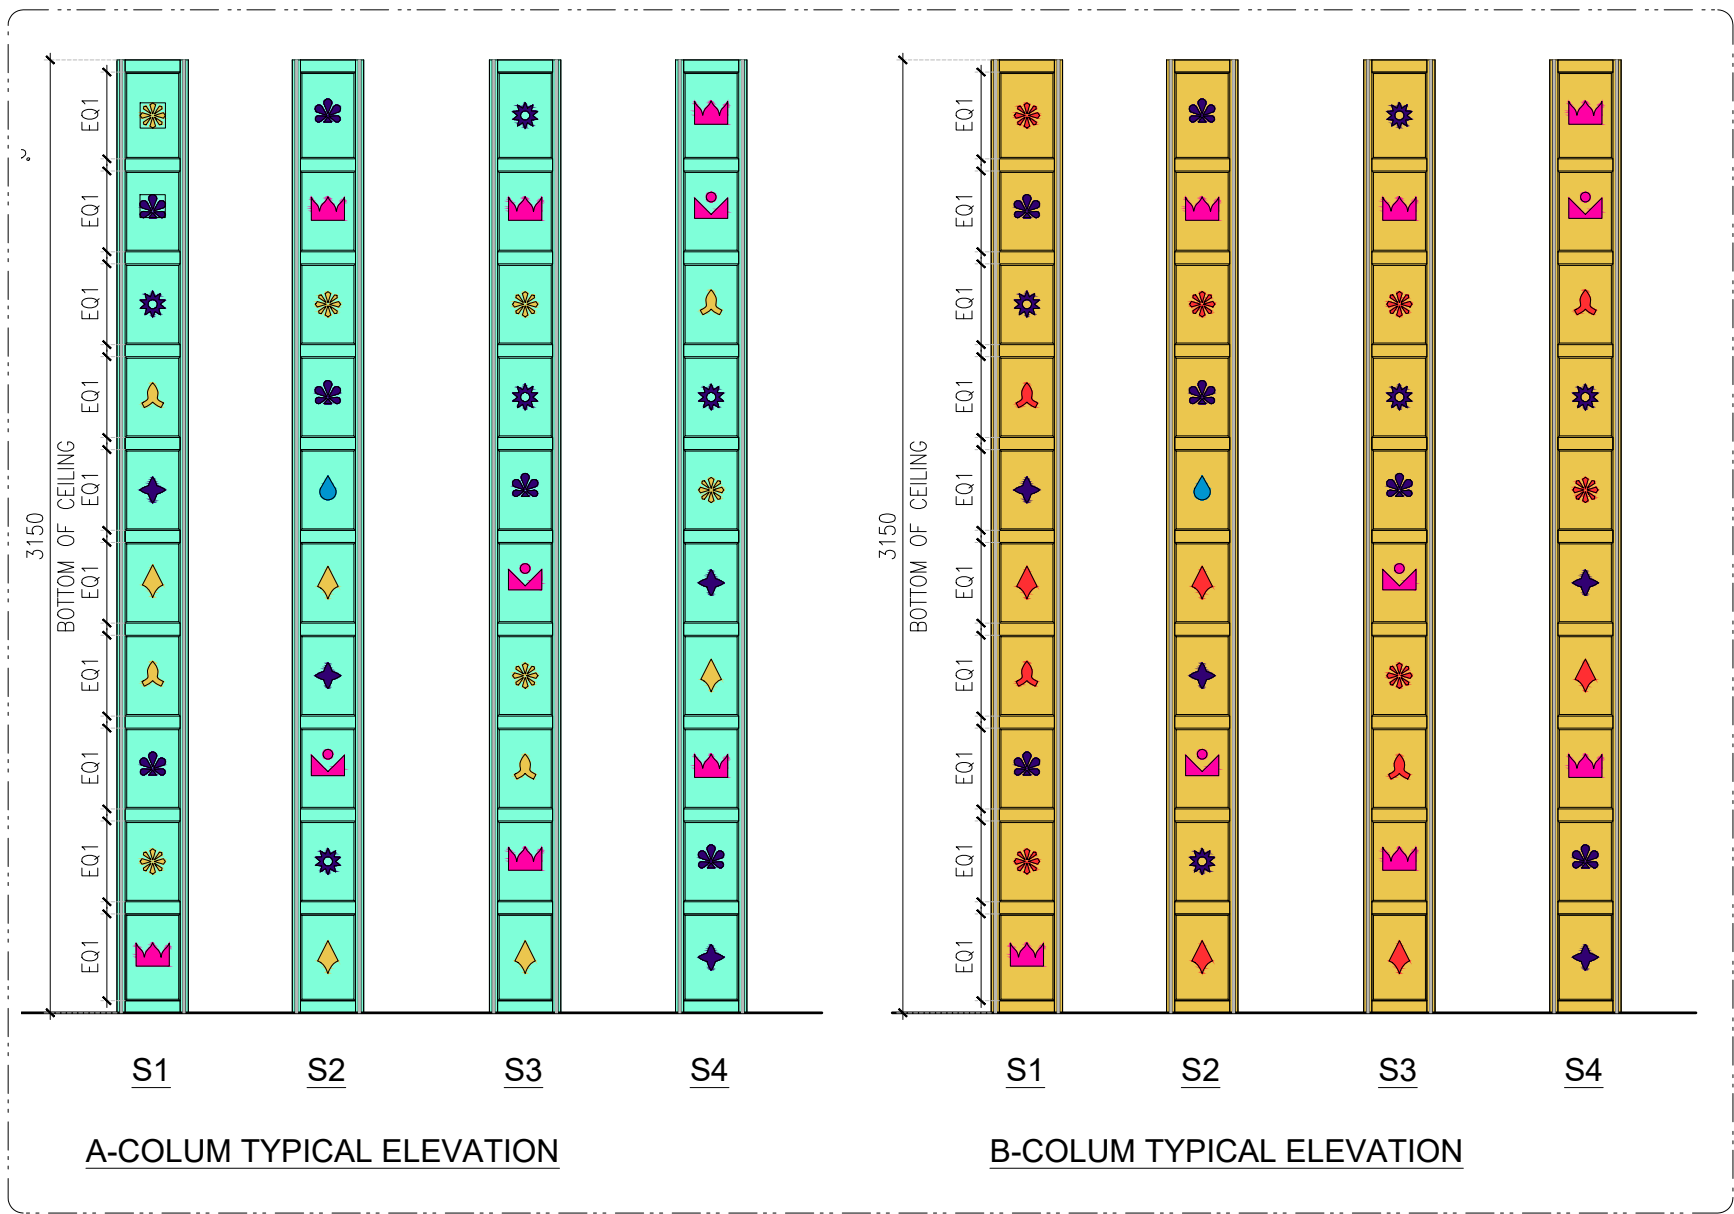 EQ1
EQ1
EQ1
EQ1
EQ1
EQ1
EQ1
EQ1
EQ1
EQ1
3150
BOTTOM OF CEILING
S1
S2
S3
S4
A-COLUM TYPICAL ELEVATION
EQ1
EQ1
EQ1
EQ1
EQ1
EQ1
EQ1
EQ1
EQ1
EQ1
3150
BOTTOM OF CEILING
S1
S2
S3
S4
B-COLUM TYPICAL ELEVATION